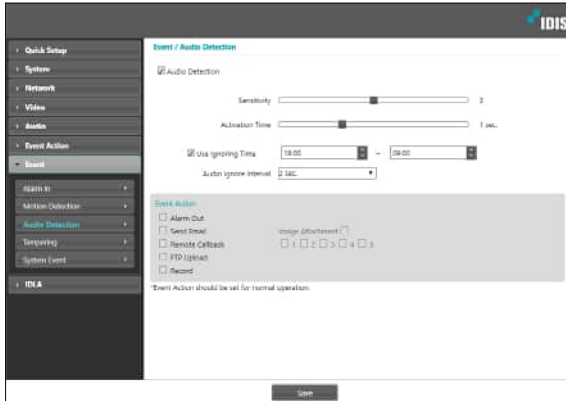 IDIS
Quick Setup
System
Network
Video
Audio
Event Action
Event
Alarm In
Motion Detection
Audio Detection
Tampering
System Event
IDLA
Event / Audio Detection
Audio Detection
Sensitivity 3
Activation Time 1 sec.
Use Ignoring Time 18:00 ~ 09:00
Audio Ignore Interval 2 sec.
Event Action
Alarm Out
Send Email Image Attachment
Remote Callback 1 2 3 4 5
FTP Upload
Record
*Event Action should be set for normal operation.
Save